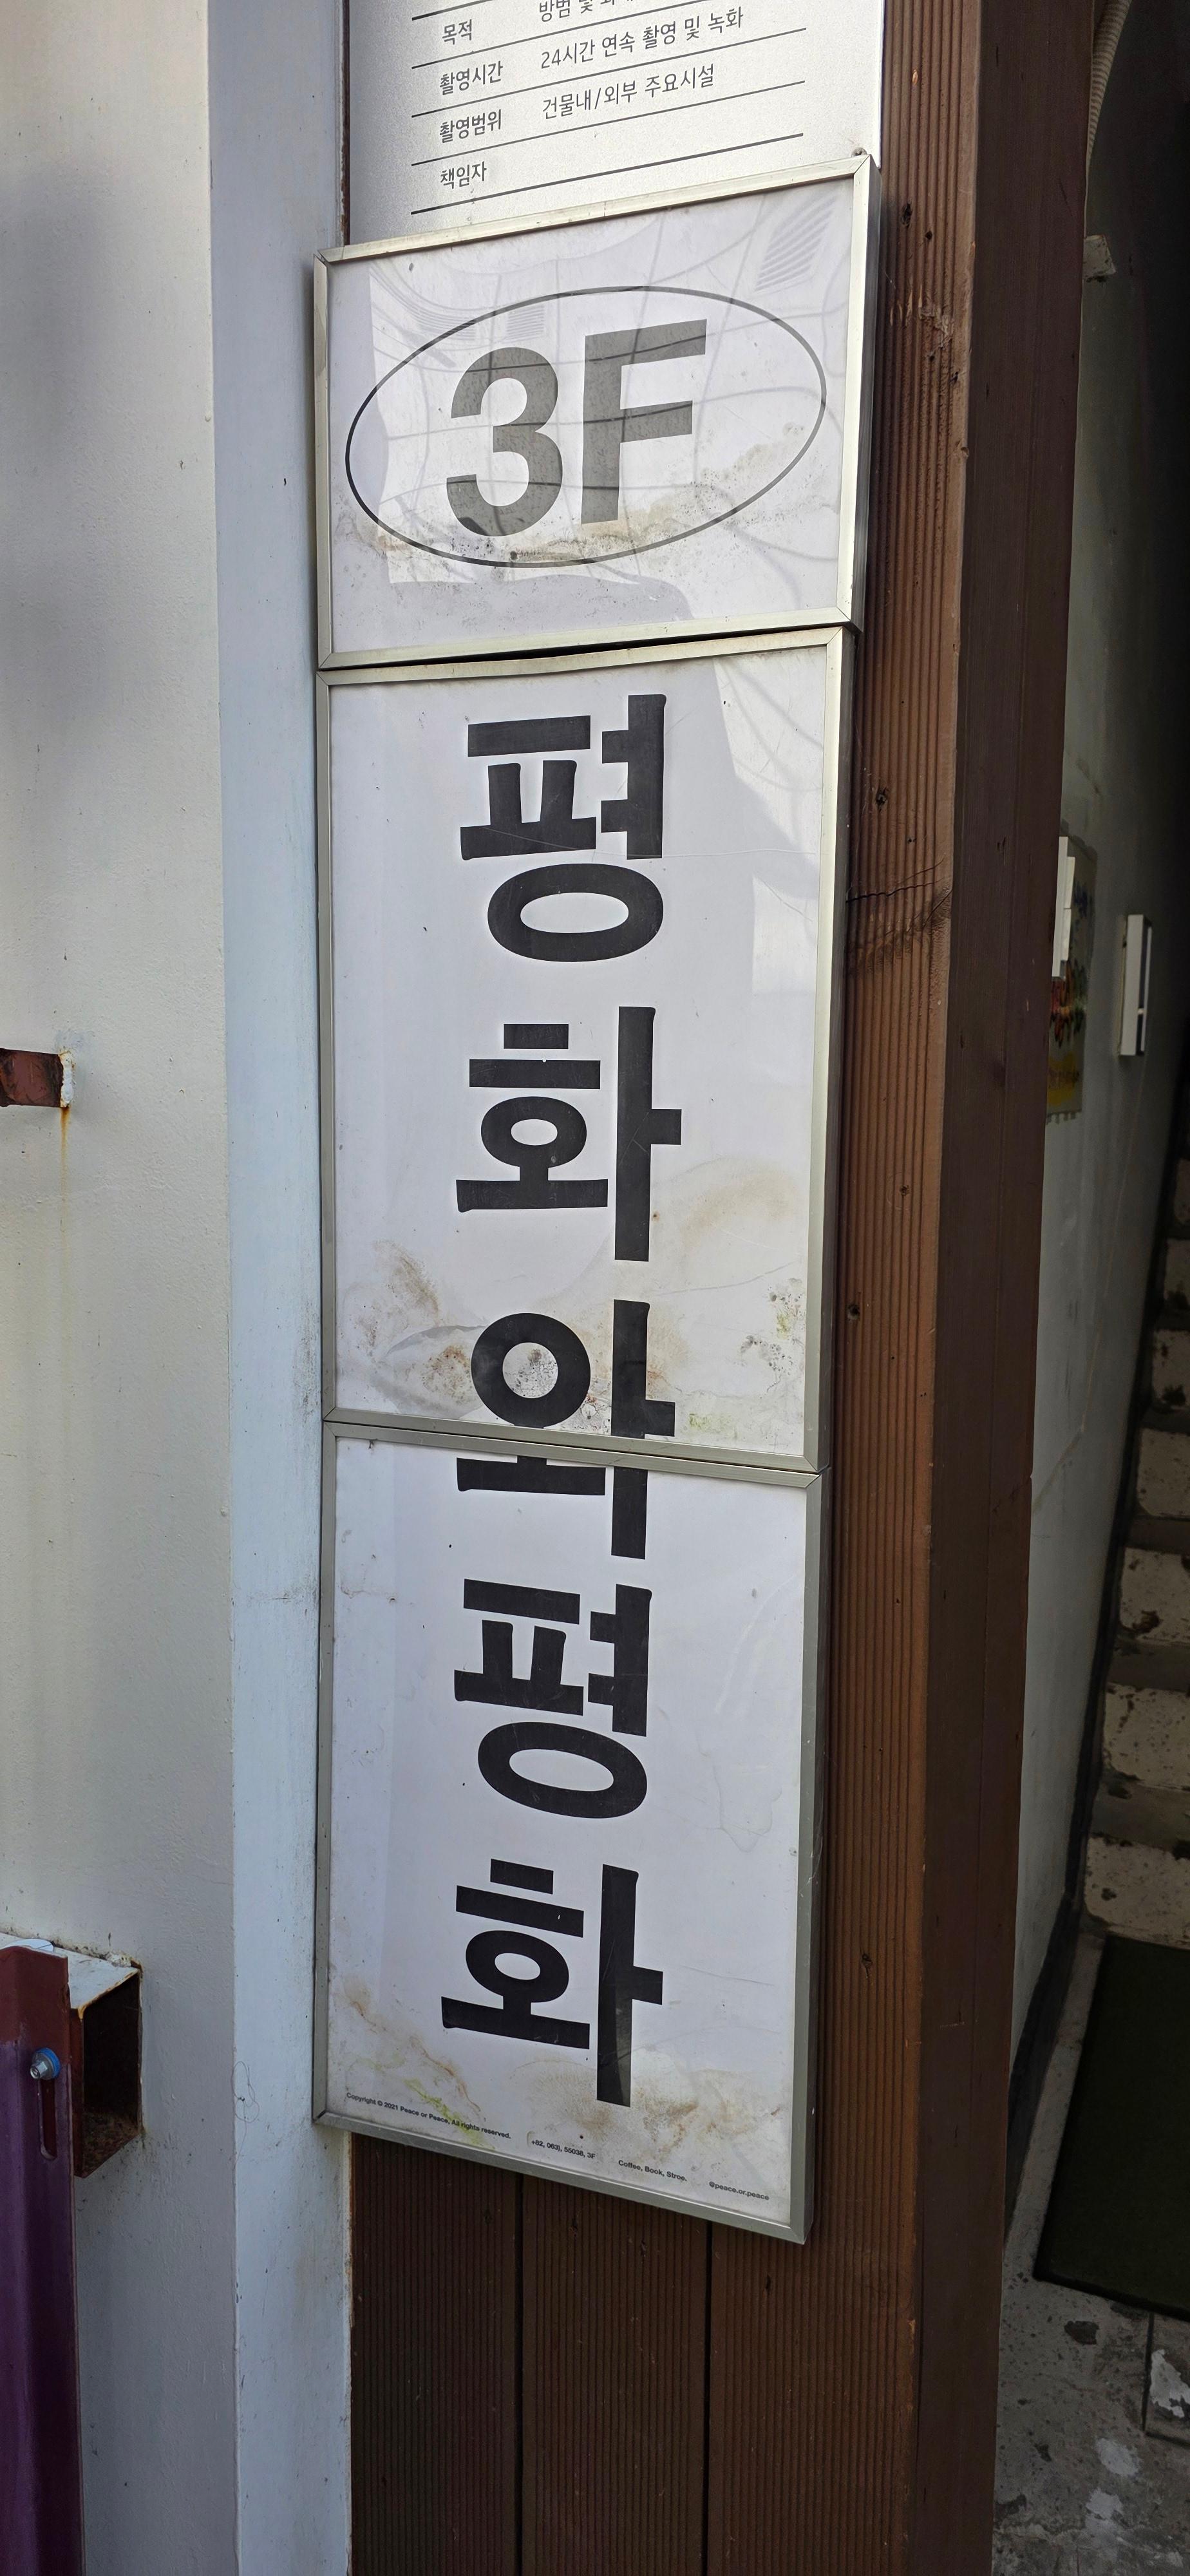 목적 방범 및 화재
촬영시간 24시간 연속 촬영 및 녹화
촬영범위 건물내/외부 주요시설
책임자
3F
평화와평화
Copyright © 2021 Peace or Peace, All rights reserved. +82, 063), 55038, 3F Coffee, Book, Stroe. @peace.or.peace